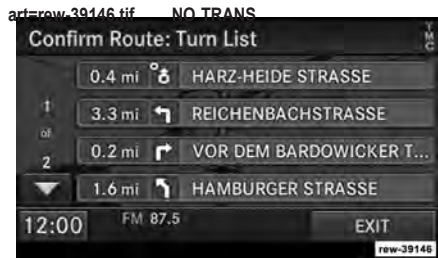 art=rew-39146.tif NO TRANS
Confirm Route: Turn List
TMC
0.4 mi HARZ-HEIDE STRASSE
1 3.3 mi REICHENBACHSTRASSE
of
2 0.2 mi VOR DEM BARDOWICKER T...
1.6 mi HAMBURGER STRASSE
12:00 FM 87.5 EXIT
rew-39146